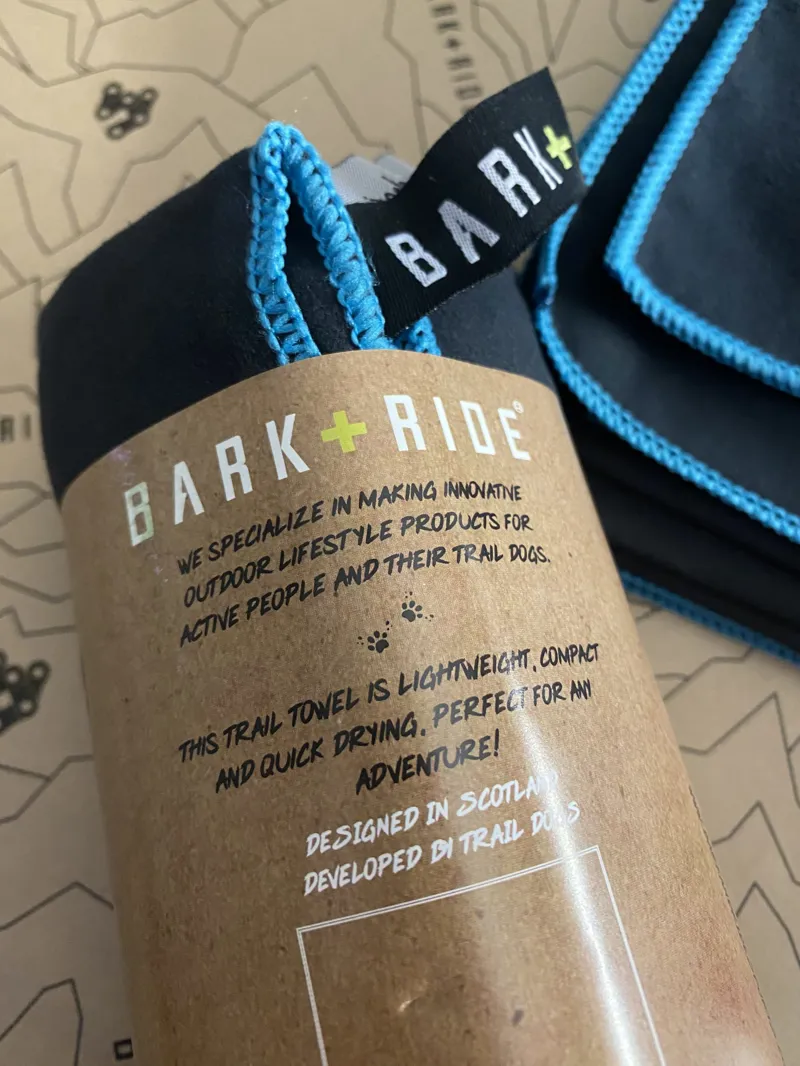 BARK+RIDE
BARK+
BARK+RIDE
WE SPECIALIZE IN MAKING INNOVATIVE
OUTDOOR LIFESTYLE PRODUCTS FOR
ACTIVE PEOPLE AND THEIR TRAIL DOGS.
THIS TRAIL TOWEL IS LIGHTWEIGHT, COMPACT
AND QUICK DRYING. PERFECT FOR ANY
ADVENTURE!
DESIGNED IN SCOTLAND
DEVELOPED BY TRAIL DOGS